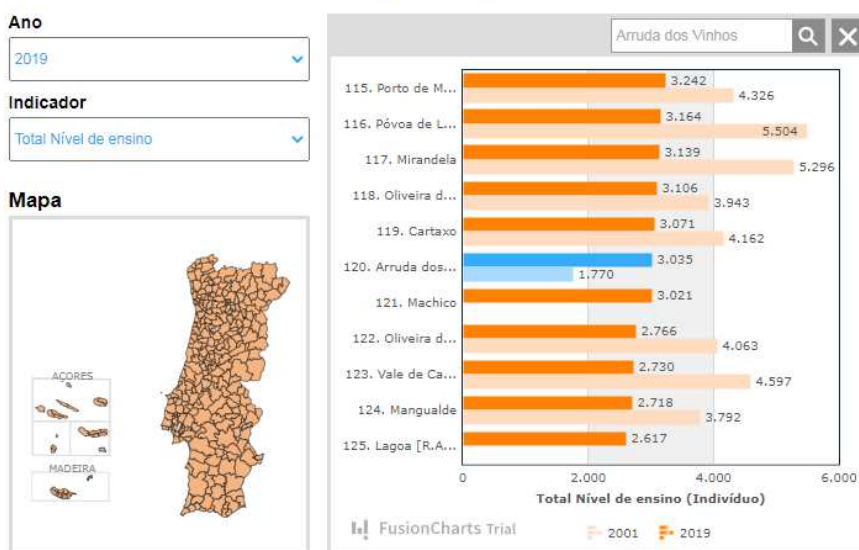 Ano
2019
Indicador
Total Nível de ensino
Mapa
AÇORES
MADEIRA
Arruda dos Vinhos
115. Porto de M...
3.242
4.326
116. Póvoa de L...
3.164
5.504
117. Mirandela
3.139
5.296
118. Oliveira d...
3.106
3.943
119. Cartaxo
3.071
4.162
120. Arruda dos...
3.035
1.770
121. Machico
3.021
122. Oliveira d...
2.766
4.063
123. Vale de Ca...
2.730
4.597
124. Mangualde
2.718
3.792
125. Lagoa [R.A...
2.617
0 2.000 4.000 6.000
Total Nível de ensino (Indivíduo)
FusionCharts Trial
2001 2019